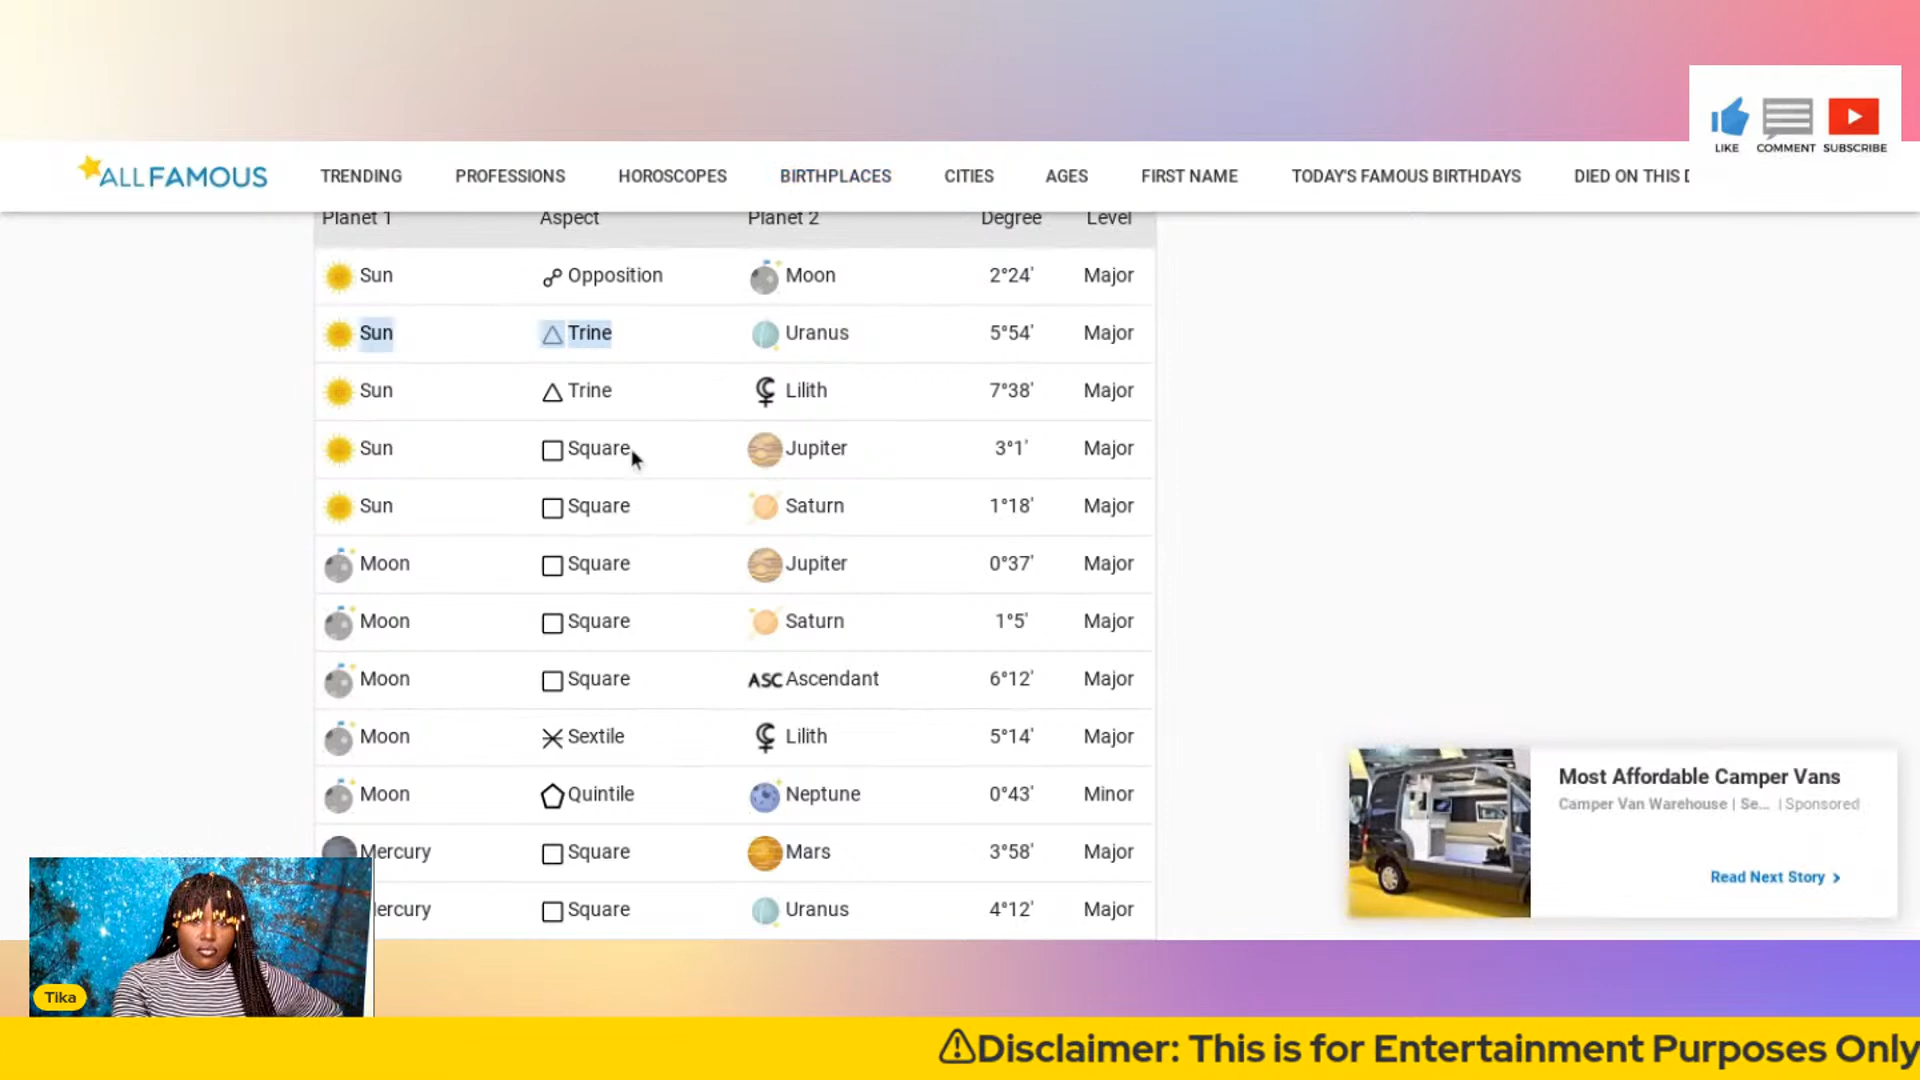 LIKE COMMENT SUBSCRIBE
ALLFAMOUS TRENDING PROFESSIONS HOROSCOPES BIRTHPLACES CITIES AGES FIRST NAME TODAY'S FAMOUS BIRTHDAYS DIED ON THIS D
Planet 1 Aspect Planet 2 Degree Level
Sun Opposition Moon 2°24' Major
Sun Trine Uranus 5°54' Major
Sun Trine Lilith 7°38' Major
Sun Square Jupiter 3°1' Major
Sun Square Saturn 1°18' Major
Moon Square Jupiter 0°37' Major
Moon Square Saturn 1°5' Major
Moon Square ASC Ascendant 6°12' Major
Moon Sextile Lilith 5°14' Major
Moon Quintile Neptune 0°43' Minor
Mercury Square Mars 3°58' Major
ercury Square Uranus 4°12' Major
Most Affordable Camper Vans
Camper Van Warehouse | Se... | Sponsored
Read Next Story
Tika
Disclaimer: This is for Entertainment Purposes Only